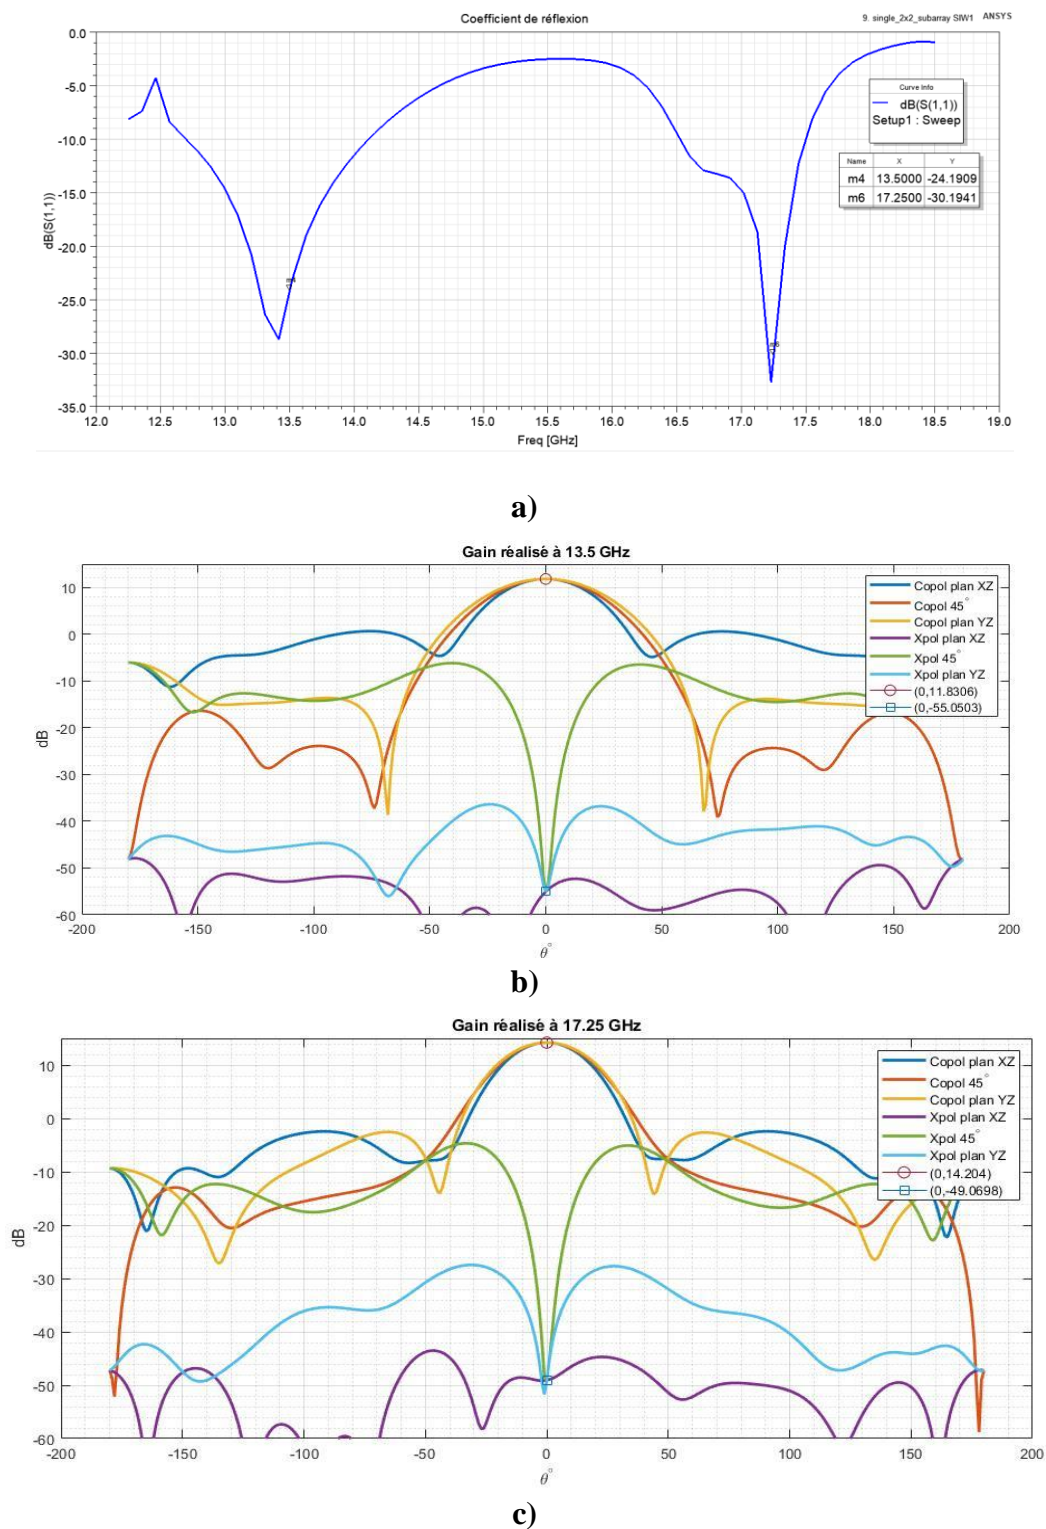 Coefficient de réflexion
9. single_2x2_subarray SIW1 ANSYS
0.0
-5.0
-10.0
-15.0
-20.0
-25.0
-30.0
-35.0
dB(S(1,1))
Curve Info
dB(S(1,1))
Setup1 : Sweep
Name X Y
m4 13.5000 -24.1909
m6 17.2500 -30.1941
12.0 12.5 13.0 13.5 14.0 14.5 15.0 15.5 16.0 16.5 17.0 17.5 18.0 18.5 19.0
Freq [GHz]
a)
Gain réalisé à 13.5 GHz
10
0
-10
-20
-30
-40
-50
-60
dB
Copol plan XZ
Copol 45°
Copol plan YZ
Xpol plan XZ
Xpol 45°
Xpol plan YZ
(0,11.8306)
(0,-55.0503)
-200 -150 -100 -50 0 50 100 150 200
θ°
b)
Gain réalisé à 17.25 GHz
10
0
-10
-20
-30
-40
-50
-60
dB
Copol plan XZ
Copol 45°
Copol plan YZ
Xpol plan XZ
Xpol 45°
Xpol plan YZ
(0,14.204)
(0,-49.0698)
-200 -150 -100 -50 0 50 100 150 200
θ°
c)